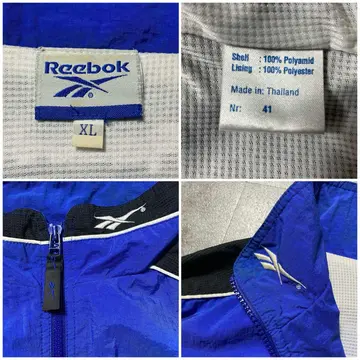 Reebok
®
XL
Shell : 100% Polyamid
Lining : 100% Polyester
Made in: Thailand
Nr: 41
®